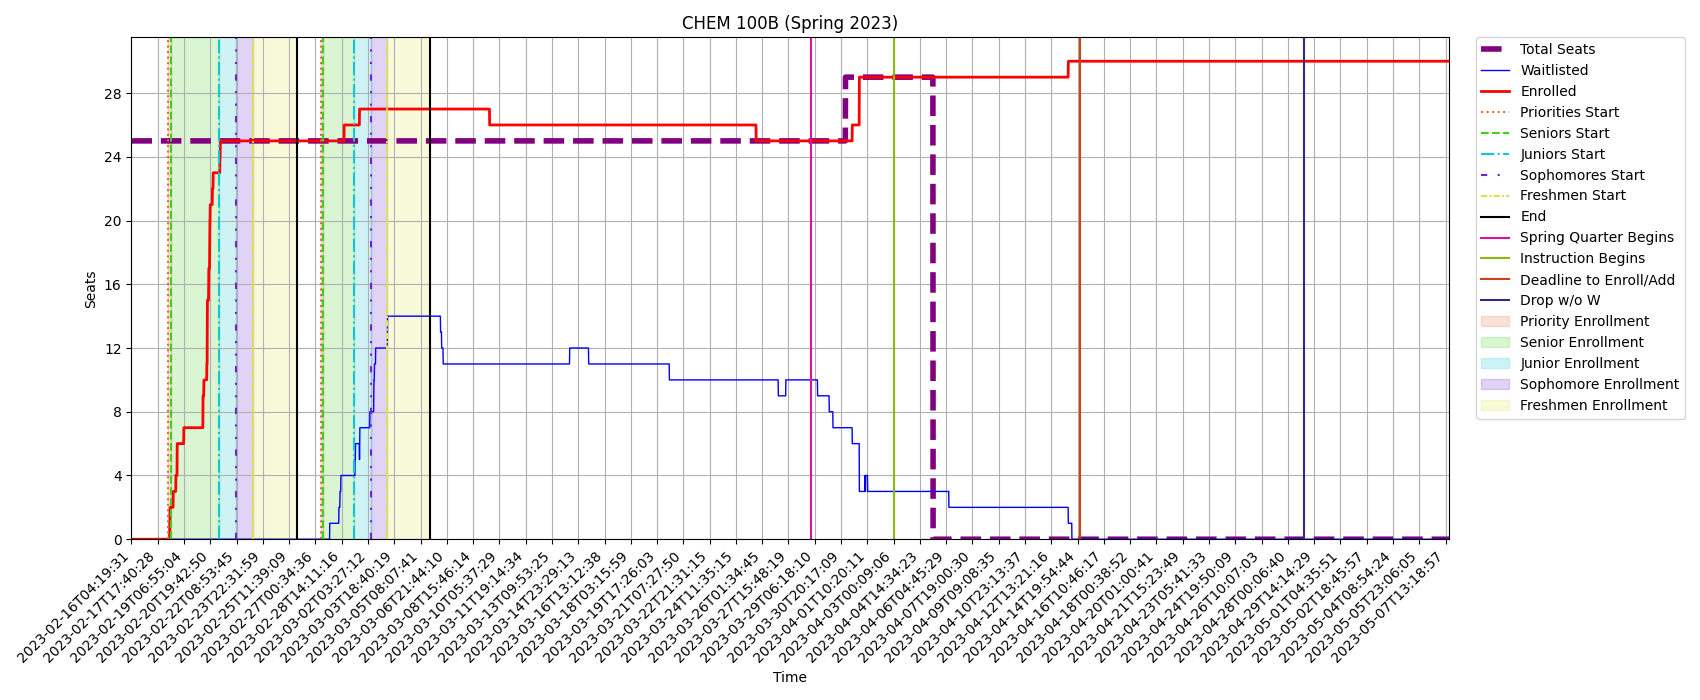 CHEM 100B (Spring 2023)
Seats
28
24
20
16
12
8
4
0
2023-02-16T04:19:31
2023-02-17T17:40:28
2023-02-19T06:55:04
2023-02-20T19:42:50
2023-02-22T08:53:45
2023-02-23T22:31:59
2023-02-25T11:39:09
2023-02-27T00:34:36
2023-02-28T14:11:16
2023-03-02T03:27:12
2023-03-03T18:40:19
2023-03-05T08:07:41
2023-03-06T21:44:10
2023-03-08T15:46:14
2023-03-10T05:37:29
2023-03-11T19:14:34
2023-03-13T09:53:25
2023-03-14T23:29:13
2023-03-16T13:12:38
2023-03-18T03:15:59
2023-03-19T17:26:03
2023-03-21T07:27:50
2023-03-22T21:31:15
2023-03-24T11:35:15
2023-03-26T01:34:45
2023-03-27T15:48:19
2023-03-29T06:18:10
2023-03-30T20:17:09
2023-04-01T10:20:11
2023-04-03T00:09:06
2023-04-04T14:34:23
2023-04-06T04:45:29
2023-04-07T19:00:30
2023-04-09T09:08:35
2023-04-10T23:13:37
2023-04-12T13:21:16
2023-04-14T19:54:44
2023-04-16T10:46:17
2023-04-18T00:38:52
2023-04-20T01:00:41
2023-04-21T15:23:49
2023-04-23T05:41:33
2023-04-24T19:50:09
2023-04-26T10:07:03
2023-04-28T00:06:40
2023-04-29T14:14:29
2023-05-01T04:35:51
2023-05-02T18:45:57
2023-05-04T08:54:24
2023-05-05T23:06:05
2023-05-07T13:18:57
Time
Total Seats
Waitlisted
Enrolled
Priorities Start
Seniors Start
Juniors Start
Sophomores Start
Freshmen Start
End
Spring Quarter Begins
Instruction Begins
Deadline to Enroll/Add
Drop w/o W
Priority Enrollment
Senior Enrollment
Junior Enrollment
Sophomore Enrollment
Freshmen Enrollment